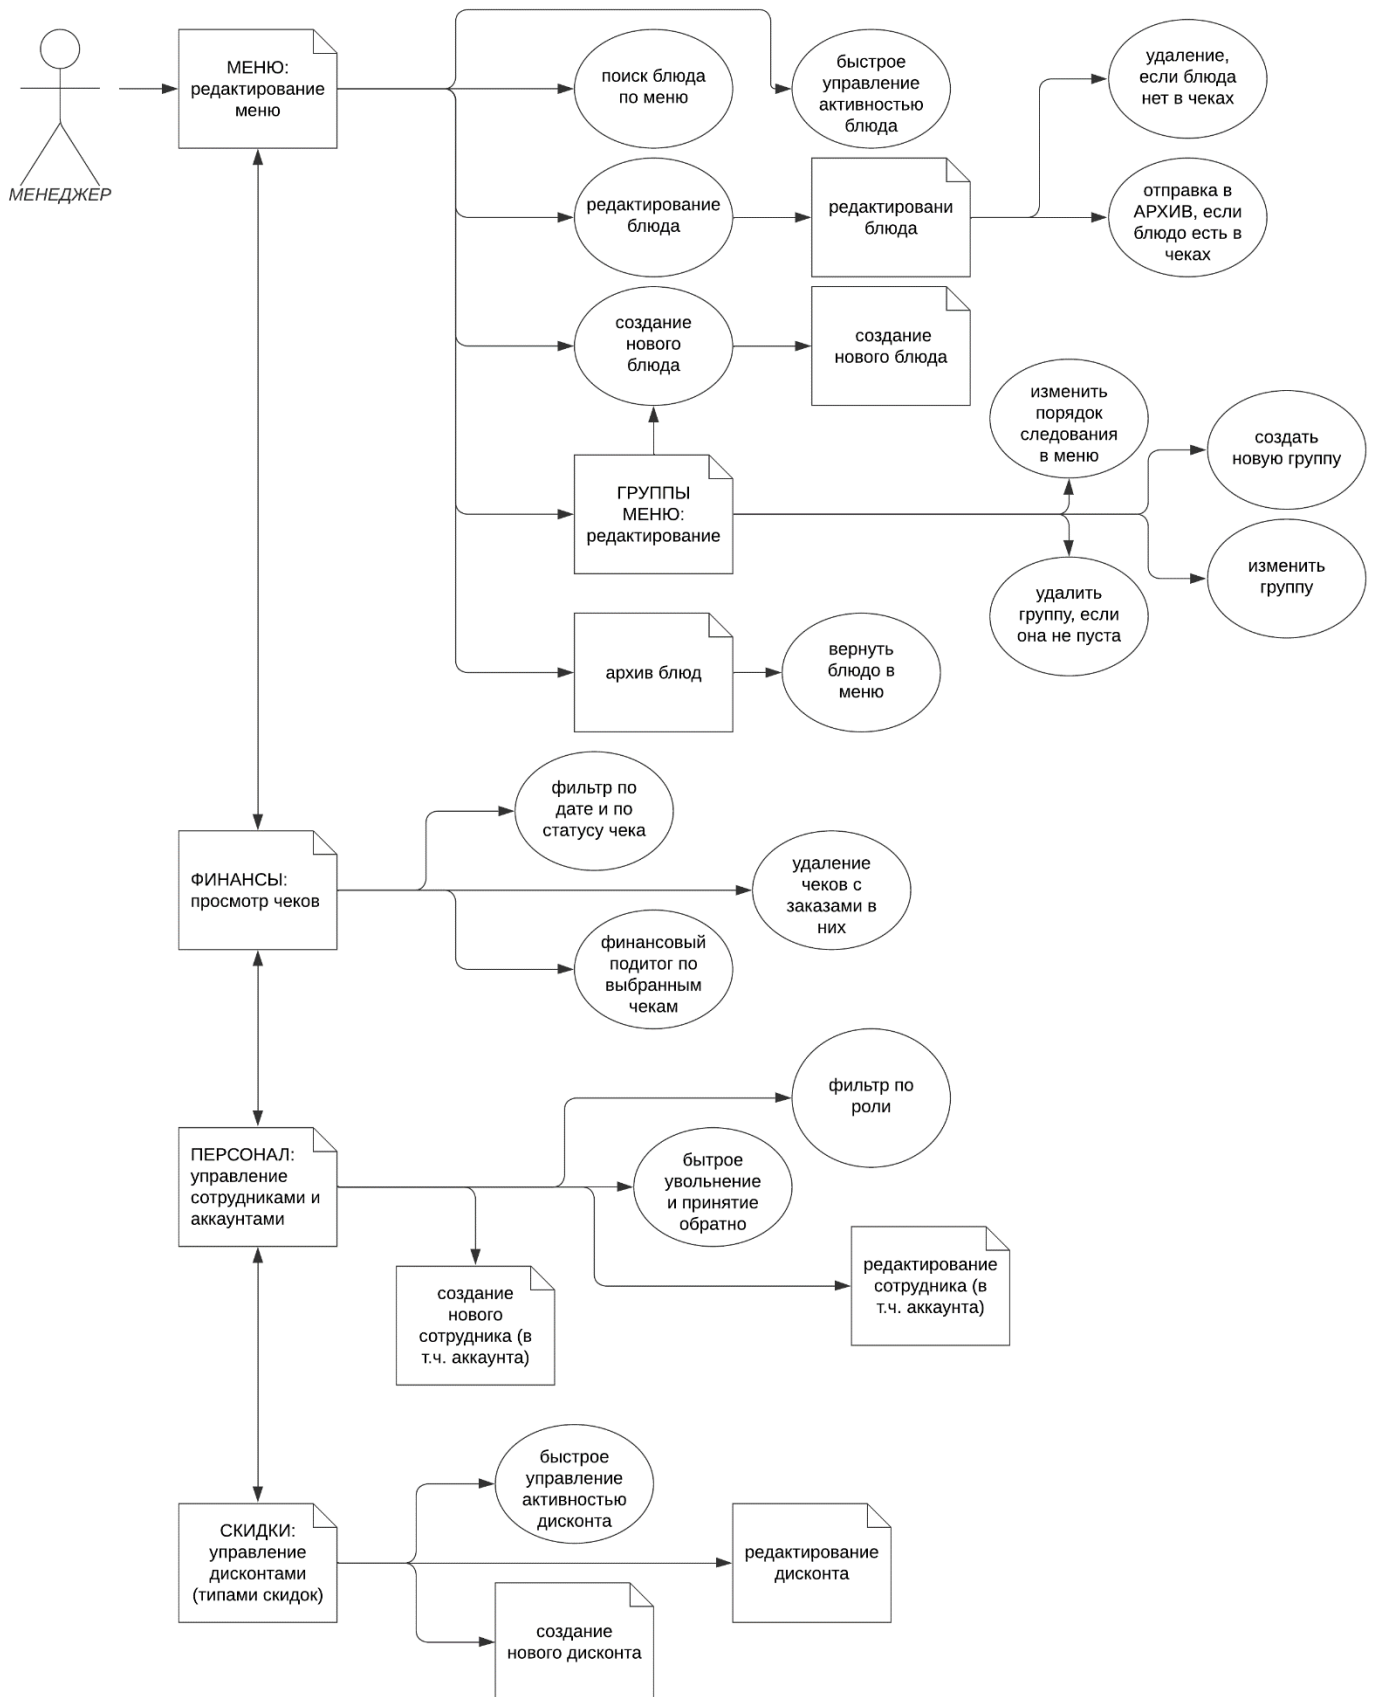 МЕНЮ:
редактирование
меню
поиск блюда
по меню
быстрое
управление
активностью
блюда
удаление,
если блюда
нет в чеках
МЕНЕДЖЕР
редактирование
блюда
редактировани
блюда
отправка в
АРХИВ, если
блюдо есть в
чеках
создание
нового
блюда
создание
нового блюда
изменить
порядок
следования
в меню
создать
новую группу
ГРУППЫ
МЕНЮ:
редактирование
изменить
группу
удалить
группу, если
она не пуста
архив блюд
вернуть
блюдо в
меню
фильтр по
дате и по
статусу чека
ФИНАНСЫ:
просмотр чеков
удаление
чеков с
заказами в
них
финансовый
подитог по
выбранным
чекам
фильтр по
роли
ПЕРСОНАЛ:
управление
сотрудниками и
аккаунтами
бытрое
увольнение
и принятие
обратно
создание
нового
сотрудника (в
т.ч. аккаунта)
редактирование
сотрудника (в
т.ч. аккаунта)
быстрое
управление
активностью
дисконта
СКИДКИ:
управление
дисконтами
(типами скидок)
редактирование
дисконта
создание
нового дисконта